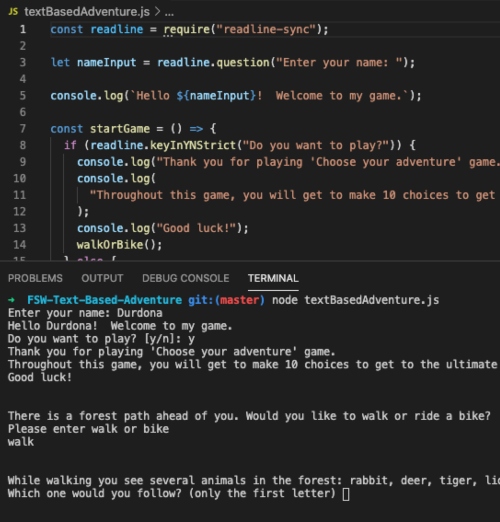 JS textBasedAdventure.js > ...
1 const readline = require("readline-sync");
2
3 let nameInput = readline.question("Enter your name: ");
4
5 console.log(`Hello ${nameInput}!  Welcome to my game.`);
6
7 const startGame = () => {
8 if (readline.keyInYNStrict("Do you want to play?")) {
9 console.log("Thank you for playing 'Choose your adventure' game.
10 console.log(
11 "Throughout this game, you will get to make 10 choices to get
12 );
13 console.log("Good luck!");
14 walkOrBike();
15 } else {
PROBLEMS OUTPUT DEBUG CONSOLE TERMINAL
→ FSW-Text-Based-Adventure git:(master) node textBasedAdventure.js
Enter your name: Durdona
Hello Durdona!  Welcome to my game.
Do you want to play? [y/n]: y
Thank you for playing 'Choose your adventure' game.
Throughout this game, you will get to make 10 choices to get to the ultimate
Good luck!
There is a forest path ahead of you. Would you like to walk or ride a bike?
Please enter walk or bike
walk
While walking you see several animals in the forest: rabbit, deer, tiger,
Which one would you follow? (only the first letter)